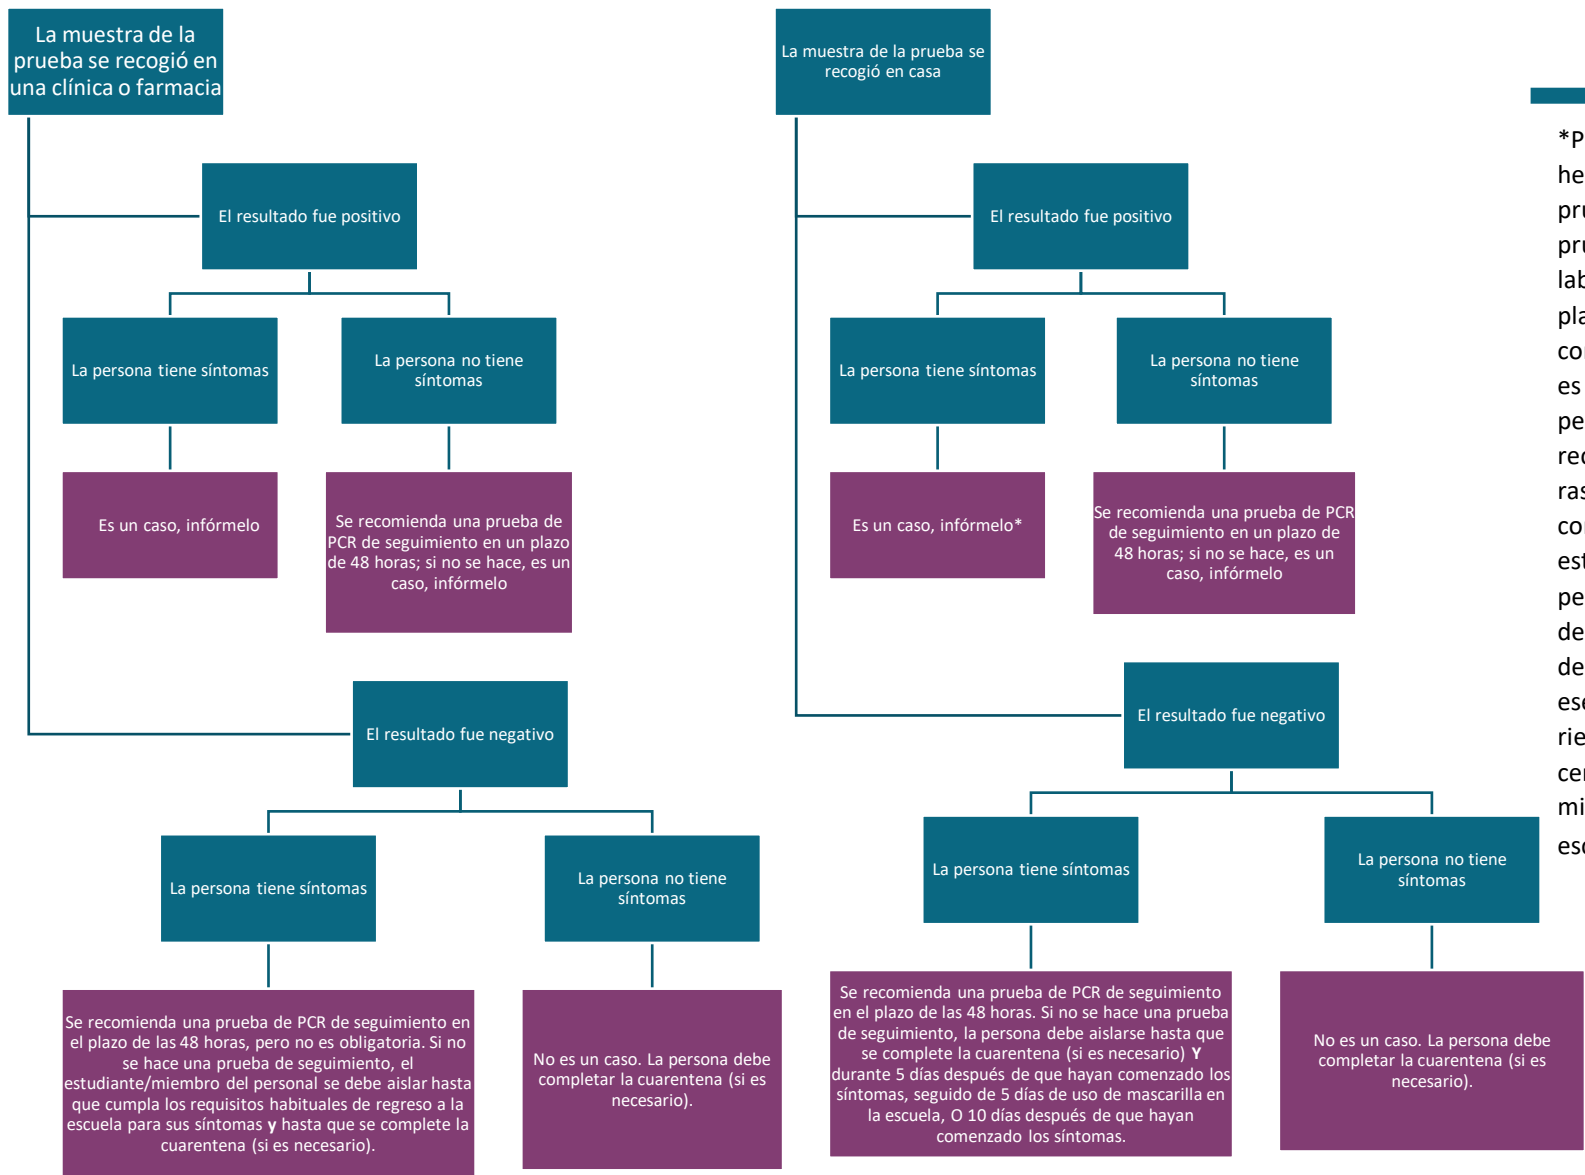 La muestra de la
prueba se recogió en
una clínica o farmacia
El resultado fue positivo
La persona tiene síntomas
La persona no tiene
síntomas
Es un caso, infórmelo
Se recomienda una prueba de
PCR de seguimiento en un plazo
de 48 horas; si no se hace, es un
caso, infórmelo
El resultado fue negativo
La persona tiene síntomas
La persona no tiene
síntomas
Se recomienda una prueba de PCR de seguimiento en
el plazo de las 48 horas, pero no es obligatoria. Si no
se hace una prueba de seguimiento, el
estudiante/miembro del personal se debe aislar hasta
que cumpla los requisitos habituales de regreso a la
escuela para sus síntomas y hasta que se complete la
cuarentena (si es necesario).
No es un caso. La persona debe
completar la cuarentena (si es
necesario).
La muestra de la prueba se
recogió en casa
El resultado fue positivo
La persona tiene síntomas
La persona no tiene
síntomas
Es un caso, infórmelo*
Se recomienda una prueba de PCR
de seguimiento en un plazo de
48 horas; si no se hace, es un
caso, infórmelo
El resultado fue negativo
La persona tiene síntomas
La persona no tiene
síntomas
Se recomienda una prueba de PCR de seguimiento
en el plazo de las 48 horas. Si no se hace una prueba
de seguimiento, la persona debe aislarse hasta que
se complete la cuarentena (si es necesario) Y
durante 5 días después de que hayan comenzado los
síntomas, seguido de 5 días de uso de mascarilla en
la escuela, O 10 días después de que hayan
comenzado los síntomas.
No es un caso. La persona debe
completar la cuarentena (si es
necesario).
es